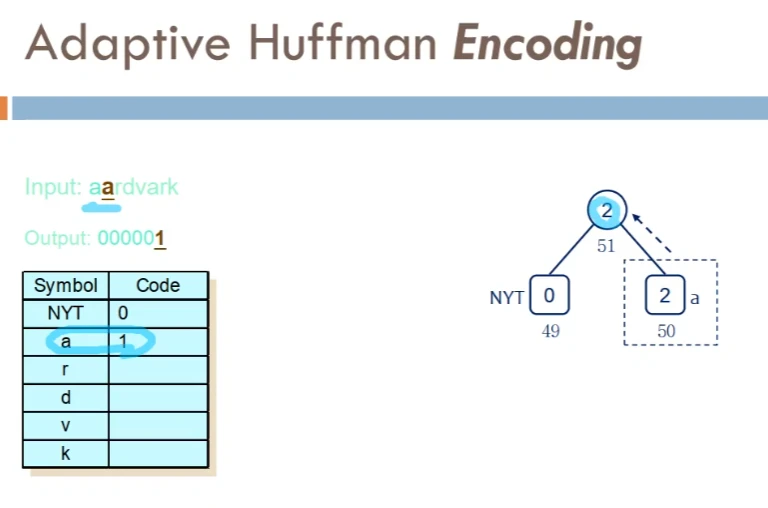 Adaptive Huffman Encoding
Input: aardvark
Output: 000001
Symbol Code
NYT 0
a 1
r
d
v
k
2
51
NYT 0
2 a
49
50